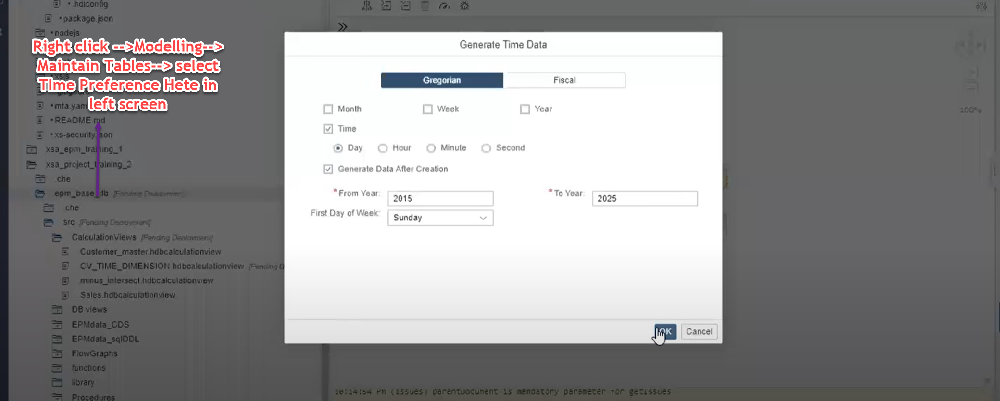 .hdiconfig
package.json
nodejs
Right click -->Modelling-->
Maintain Tables--> select
TIme Preference Hete in
left screen
xsjs
mta.yam
README.md
xs-security.json
xsa_epm_training_1
xsa_project_training_2
.che
epm_base_db [Pending Deployment]
.che
src [Pending Deployment]
CalculationViews [Pending Deployment]
Customer_master.hdbcalculationview
CV_TIME_DIMENSION.hdbcalculationview [Pending D
minus_intersect.hdbcalculationview
Sales.hdbcalculationview
DB views
EPMdata_CDS
EPMdata_sqlDDL
FlowGraphs
functions
library
Procedures
Generate Time Data
Gregorian Fiscal
Month Week Year
Time
Day Hour Minute Second
Generate Data After Creation
*From Year: 2015 *To Year: 2025
First Day of Week: Sunday
OK Cancel
100%
10:14:54 PM (issues) parentDocument is mandatory parameter for getIssues